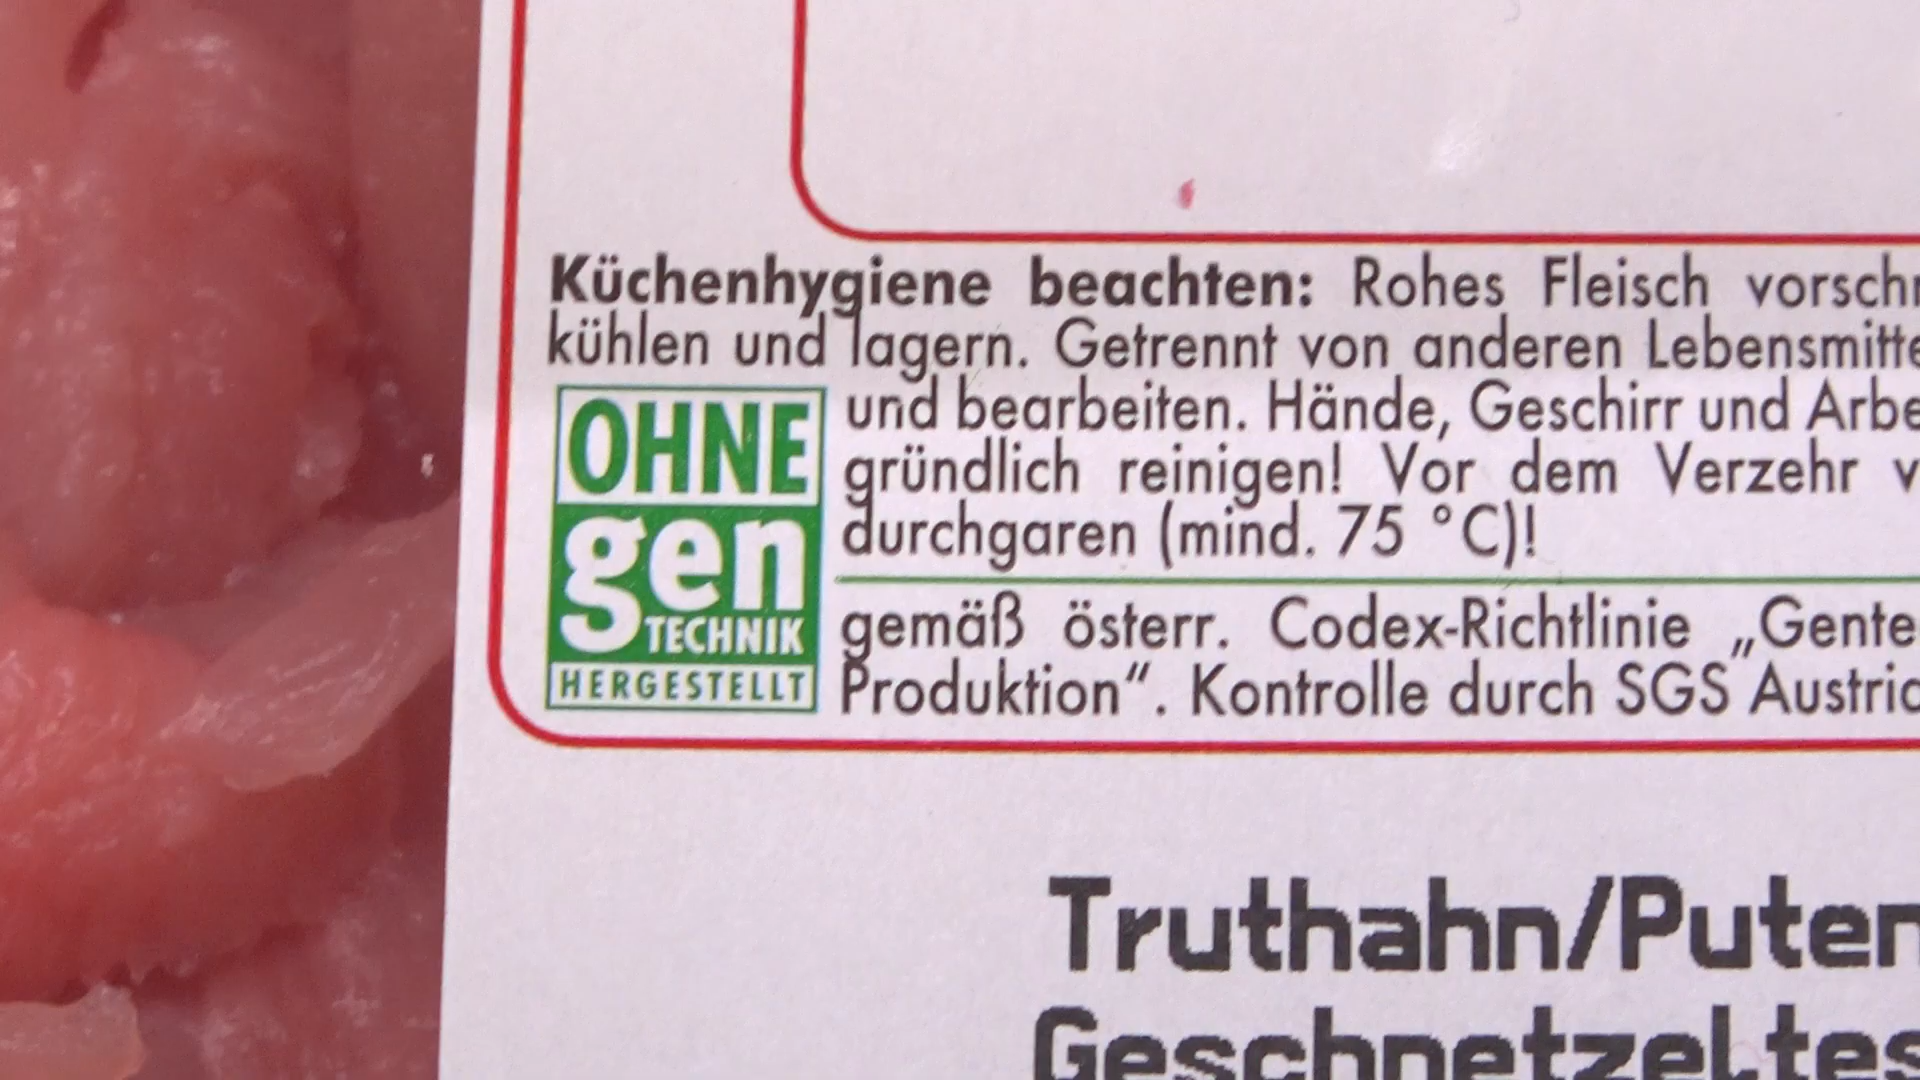 Küchenhygiene beachten: Rohes Fleisch vorschr
kühlen und lagern. Getrennt von anderen Lebensmitte
und bearbeiten. Hände, Geschirr und Arbe
gründlich reinigen! Vor dem Verzehr v
durchgaren (mind. 75 °C)!
OHNE
gen
TECHNIK
HERGESTELLT
gemäß österr. Codex-Richtlinie „Gente
Produktion“. Kontrolle durch SGS Austria
Truthahn/Puten
Geschnetzeltes